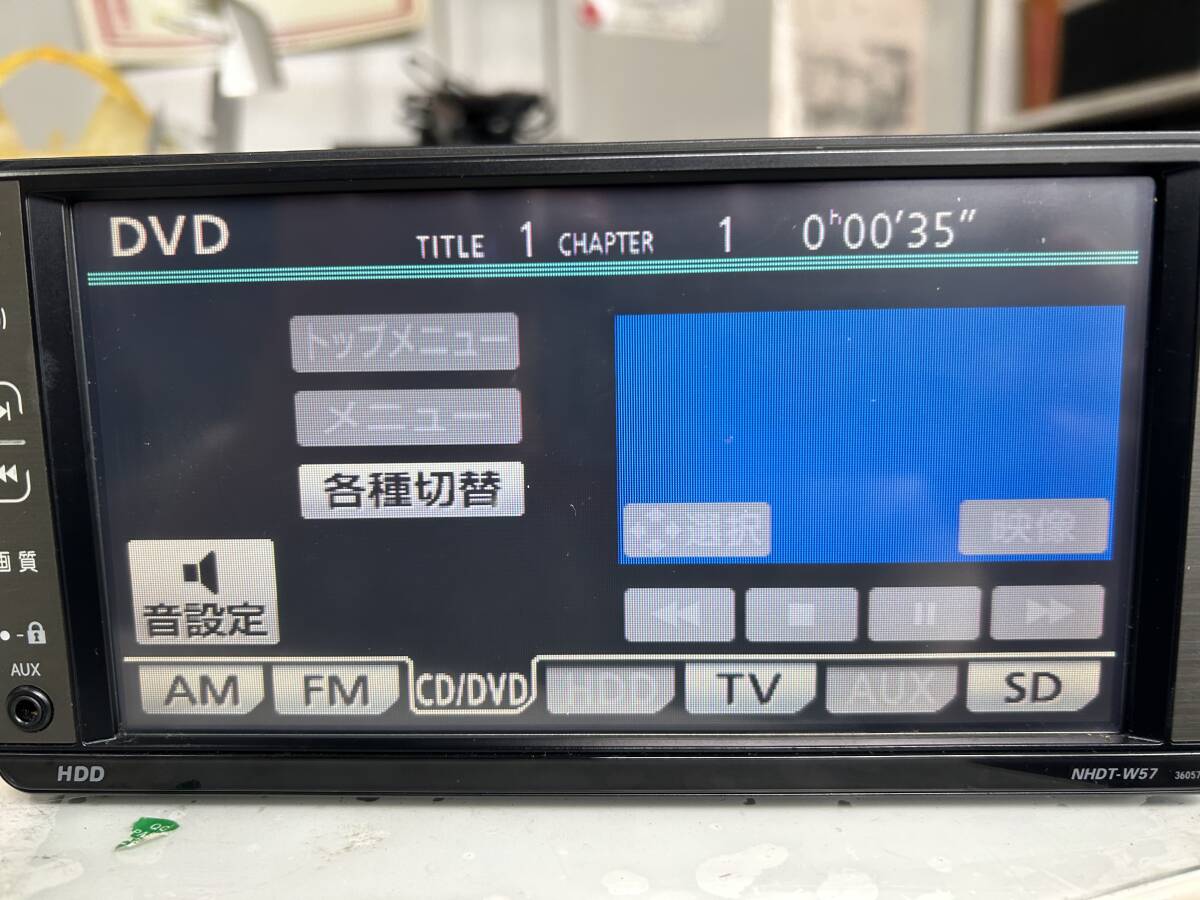 DVD TITLE 1 CHAPTER 1 0h00'35"
トップメニュー
メニュー
各種切替
選択 映像
画質
音設定
AUX
AM FM CD/DVD HDD TV AUX SD
HDD NHDT-W57 36057